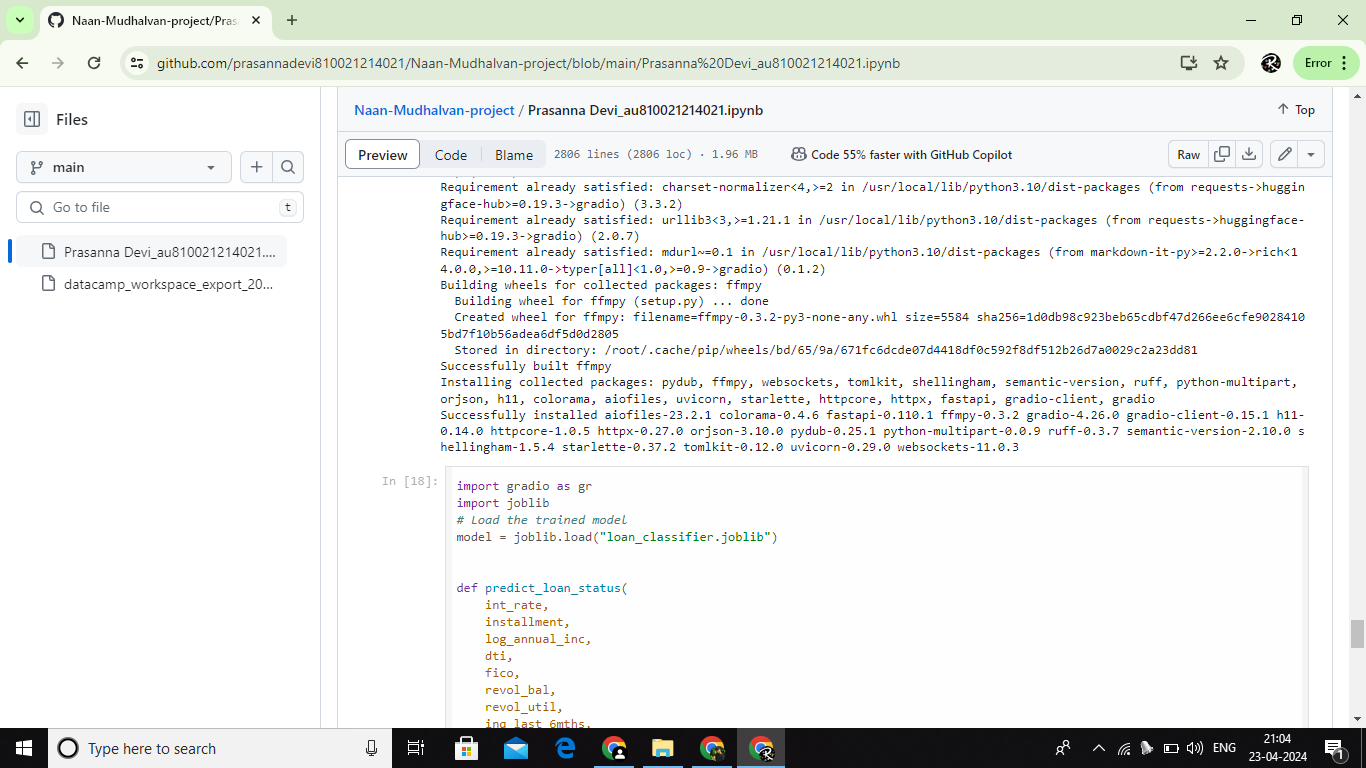 Naan-Mudhalvan-project/Pras
github.com/prasannadevi810021214021/Naan-Mudhalvan-project/blob/main/Prasanna%20Devi_au810021214021.ipynb
Error
Files
main
Go to file
t
Prasanna Devi_au810021214021....
datacamp_workspace_export_20...
Naan-Mudhalvan-project / Prasanna Devi_au810021214021.ipynb
Top
Preview Code Blame 2806 lines (2806 loc) · 1.96 MB Code 55% faster with GitHub Copilot Raw
Requirement already satisfied: charset-normalizer<4,>=2 in /usr/local/lib/python3.10/dist-packages (from requests->huggin
gface-hub>=0.19.3->gradio) (3.3.2)
Requirement already satisfied: urllib3<3,>=1.21.1 in /usr/local/lib/python3.10/dist-packages (from requests->huggingface-
hub>=0.19.3->gradio) (2.0.7)
Requirement already satisfied: mdurl~=0.1 in /usr/local/lib/python3.10/dist-packages (from markdown-it-py>=2.2.0->rich<1
4.0.0,>=10.11.0->typer[all]<1.0,>=0.9->gradio) (0.1.2)
Building wheels for collected packages: ffmpy
  Building wheel for ffmpy (setup.py) ... done
  Created wheel for ffmpy: filename=ffmpy-0.3.2-py3-none-any.whl size=5584 sha256=1d0db98c923beb65cdbf47d266ee6cfe9028410
5bd7f10b56adea6df5d0d2805
  Stored in directory: /root/.cache/pip/wheels/bd/65/9a/671fc6dcde07d4418df0c592f8df512b26d7a0029c2a23dd81
Successfully built ffmpy
Installing collected packages: pydub, ffmpy, websockets, tomlkit, shellingham, semantic-version, ruff, python-multipart,
orjson, h11, colorama, aiofiles, uvicorn, starlette, httpcore, httpx, fastapi, gradio-client, gradio
Successfully installed aiofiles-23.2.1 colorama-0.4.6 fastapi-0.110.1 ffmpy-0.3.2 gradio-4.26.0 gradio-client-0.15.1 h11-
0.14.0 httpcore-1.0.5 httpx-0.27.0 orjson-3.10.0 pydub-0.25.1 python-multipart-0.0.9 ruff-0.3.7 semantic-version-2.10.0 s
hellingham-1.5.4 starlette-0.37.2 tomlkit-0.12.0 uvicorn-0.29.0 websockets-11.0.3
In [18]:
import gradio as gr
import joblib
# Load the trained model
model = joblib.load("loan_classifier.joblib")
def predict_loan_status(
    int_rate,
    installment,
    log_annual_inc,
    dti,
    fico,
    revol_bal,
    revol_util,
    inq_last_6mths,
Type here to search
ENG
21:04
23-04-2024
1